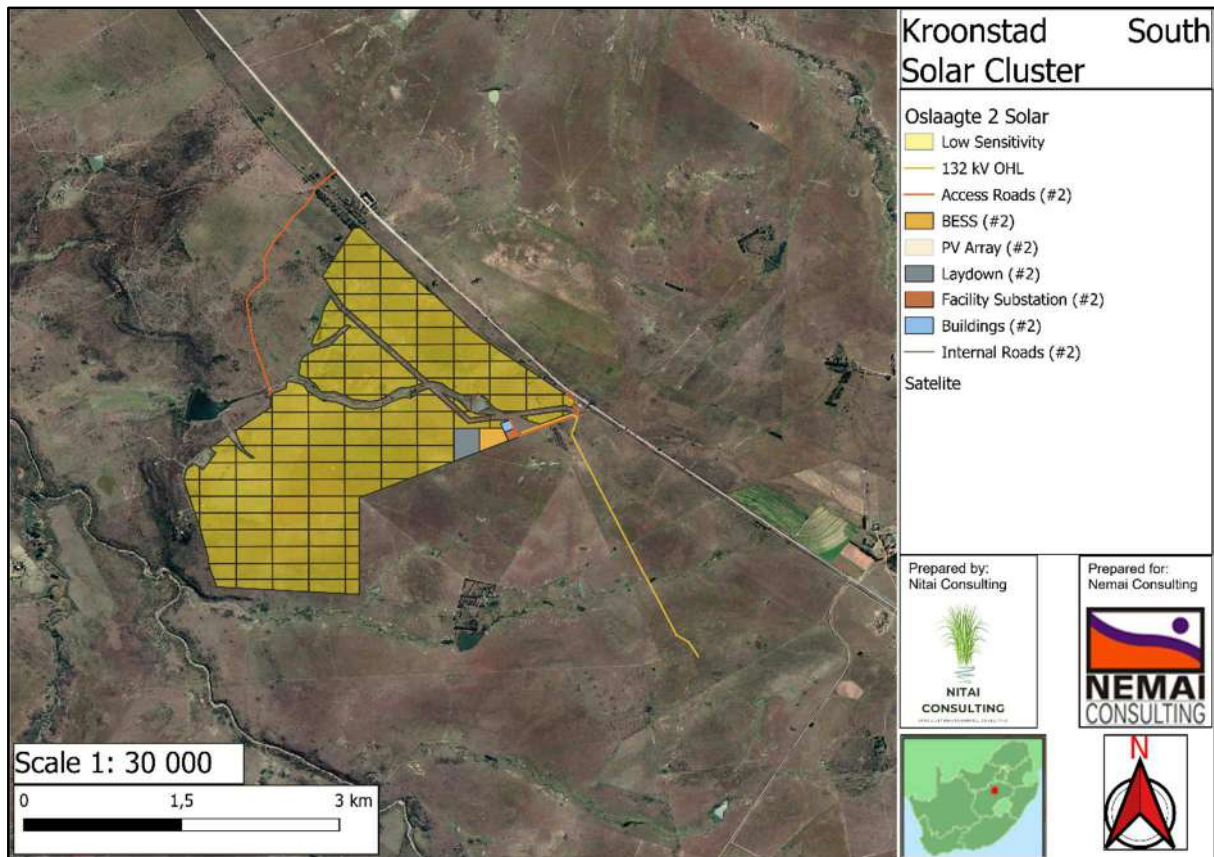 Kroonstad South
Solar Cluster
Oslaagte 2 Solar
Low Sensitivity
132 kV OHL
Access Roads (#2)
BESS (#2)
PV Array (#2)
Laydown (#2)
Facility Substation (#2)
Buildings (#2)
Internal Roads (#2)
Satelite
Prepared by:
Nitai Consulting
NITAI
CONSULTING
Prepared for:
Nemai Consulting
NEMAI
CONSULTING
N
Scale 1: 30 000
0 1,5 3 km